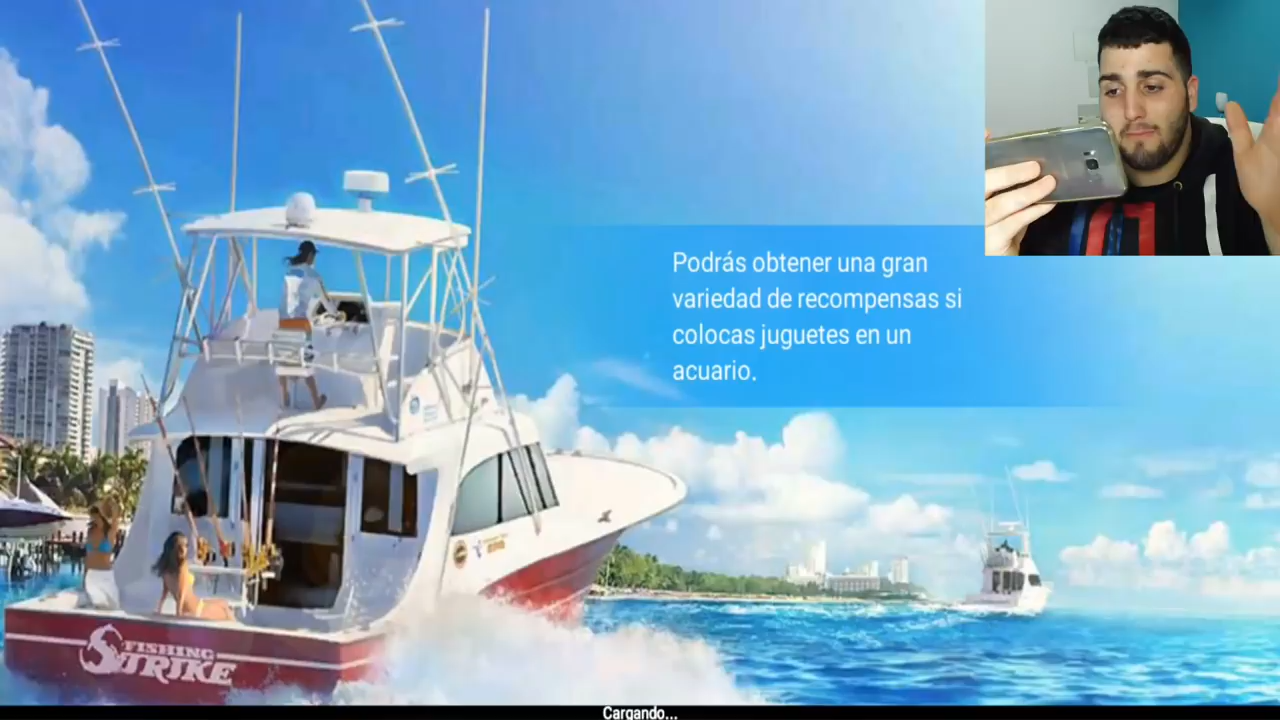 Podrás obtener una gran
variedad de recompensas si
colocas juguetes en un
acuario.
FISHING
STRIKE
Cargando...